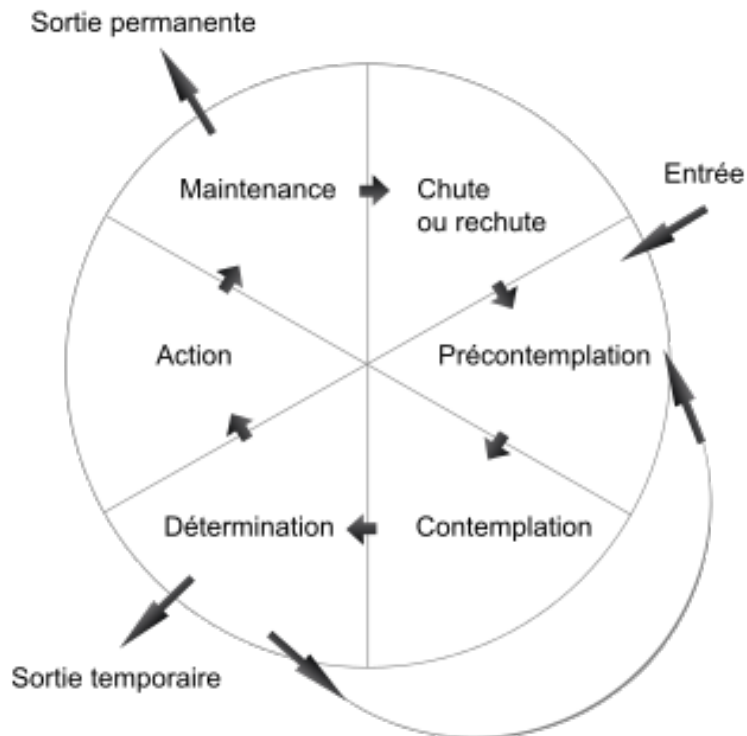 Sortie permanente
Entrée
Maintenance
Chute
ou rechute
Action
Précontemplation
Détermination
Contemplation
Sortie temporaire